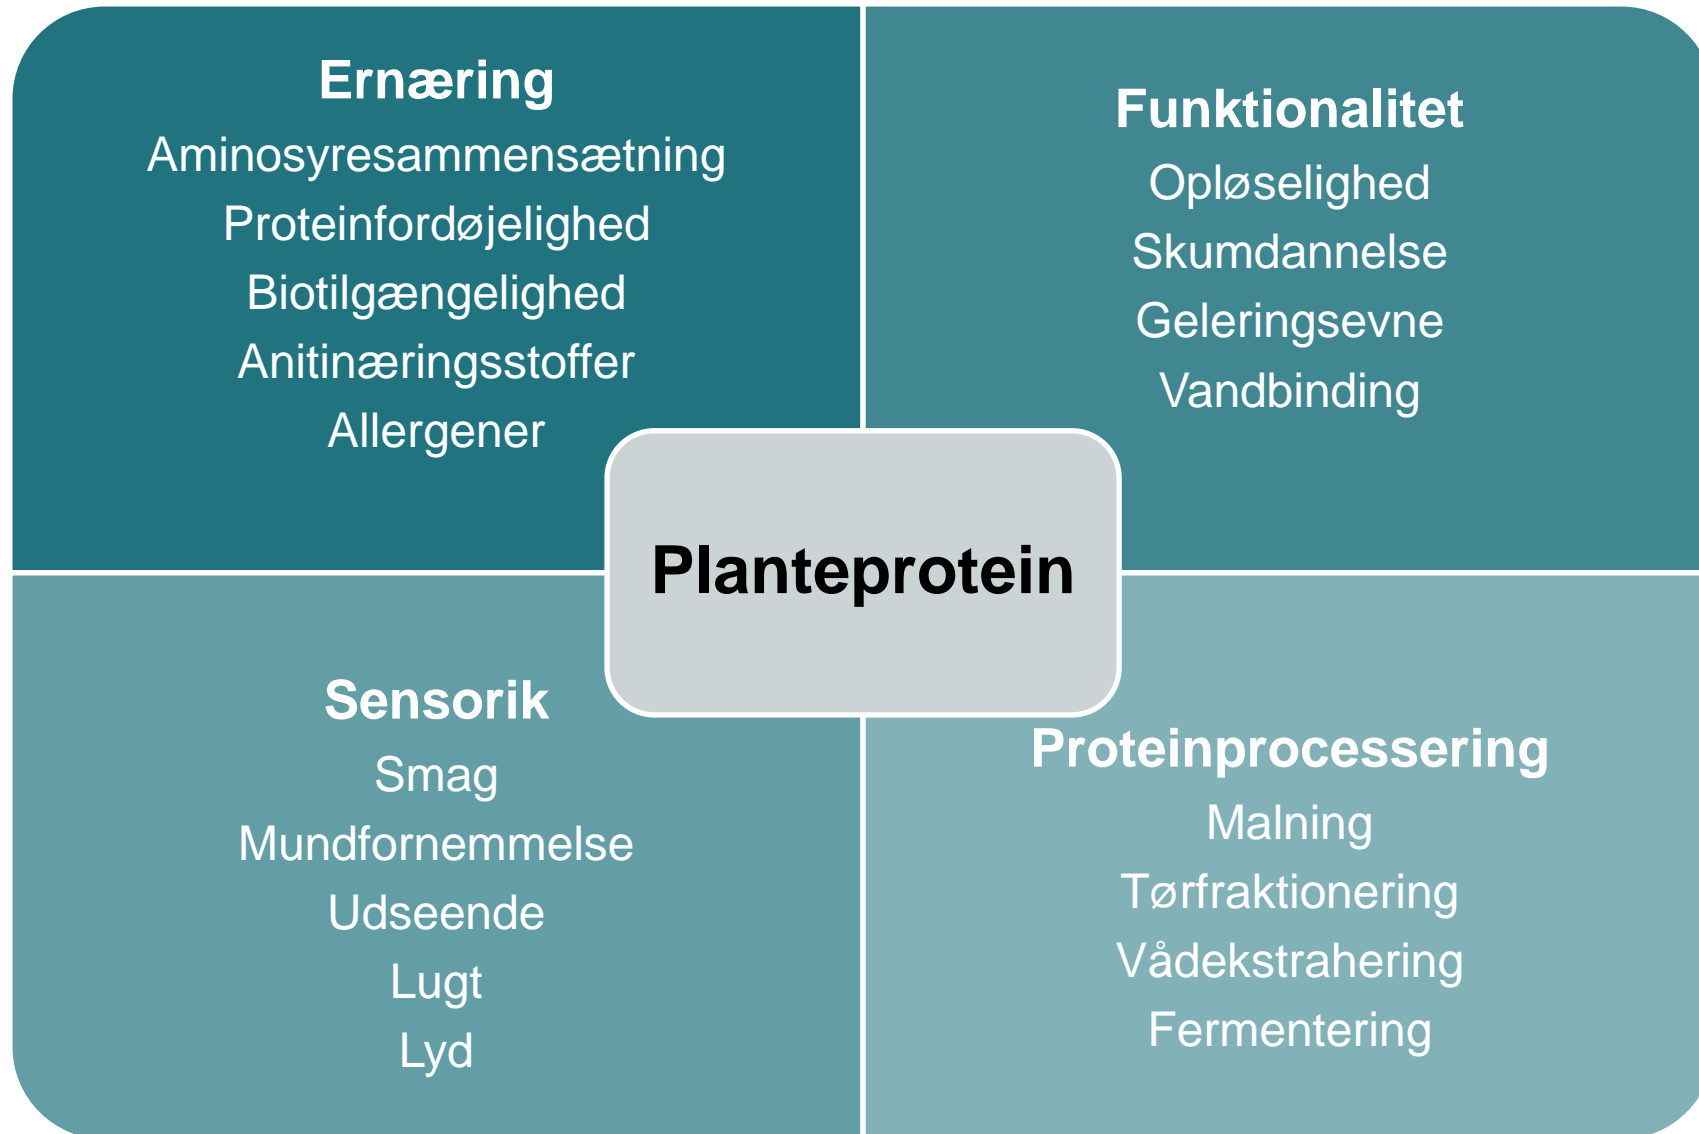 Ernæring
Aminosyresammensætning
Proteinfordøjelighed
Biotilgængelighed
Anitinæringsstoffer
Allergener
Funktionalitet
Opløselighed
Skumdannelse
Geleringsevne
Vandbinding
Planteprotein
Sensorik
Smag
Mundfornemmelse
Udseende
Lugt
Lyd
Proteinprocessering
Malning
Tørfraktionering
Vådekstrahering
Fermentering